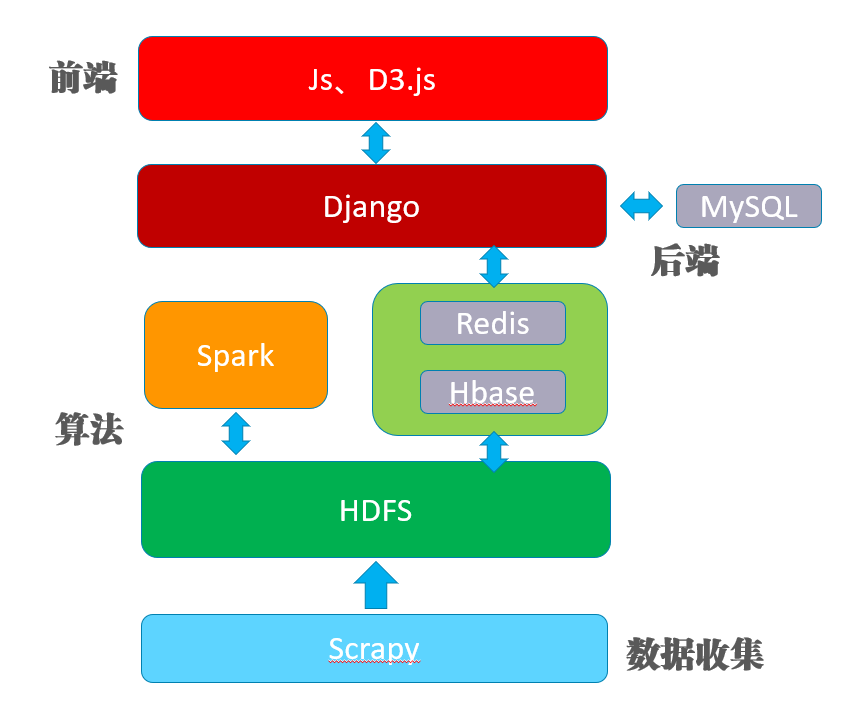 前端
Js、D3.js
Django
MySQL
后端
Redis
Spark
Hbase
算法
HDFS
Scrapy
数据收集